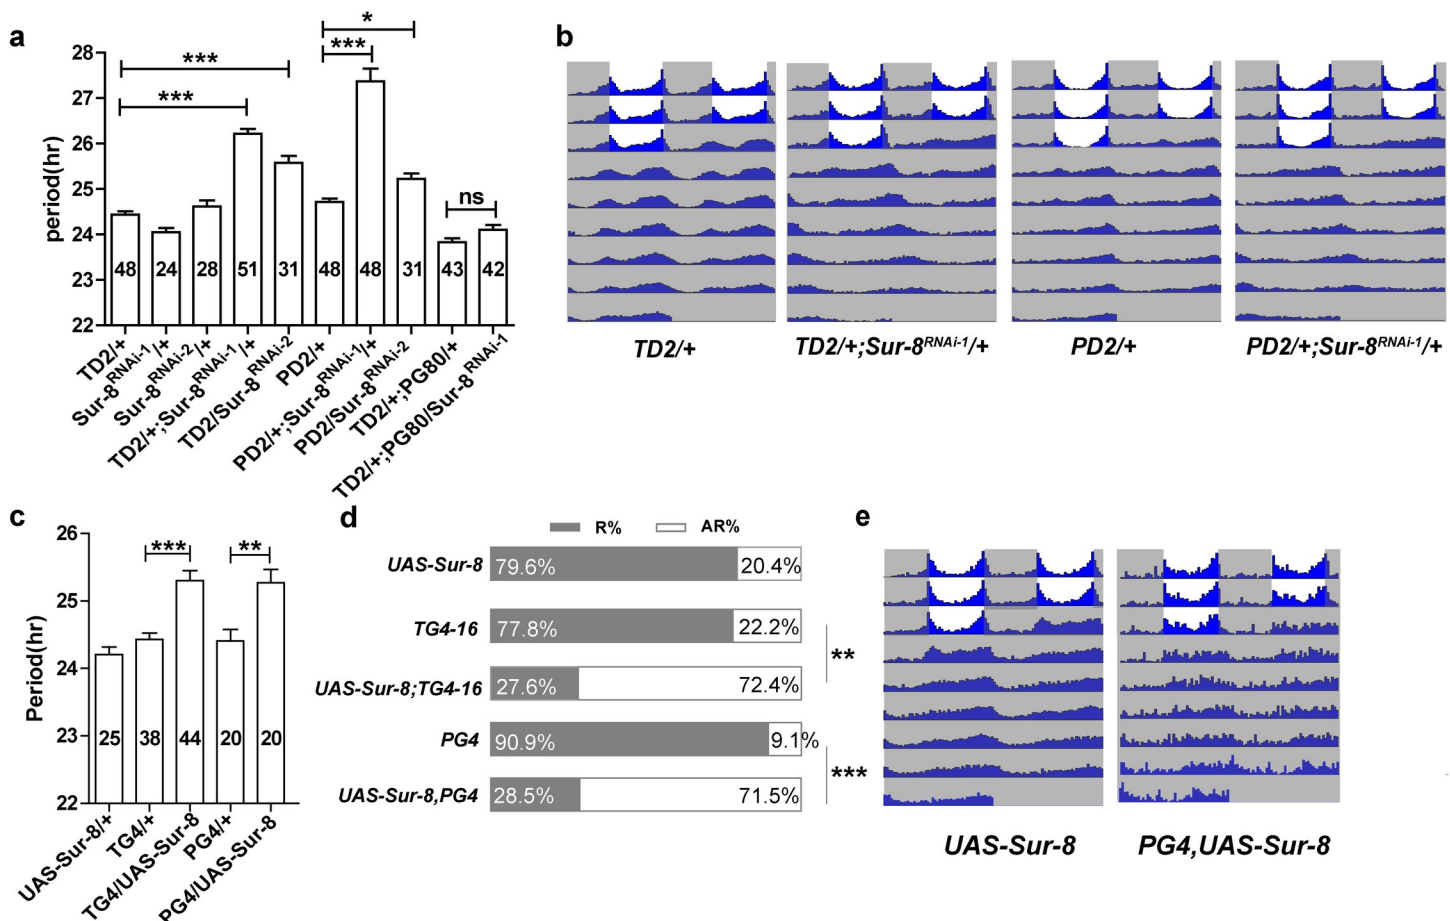 a
period(hr)
28
27
26
25
24
23
22
***
***
*
***
ns
48
24
28
51
31
48
48
31
43
42
TD2/+
Sur-8RNAi-1/+
Sur-8RNAi-2/+
TD2/+;Sur-8RNAi-1/+
TD2/Sur-8RNAi-2
PD2/+
PD2/+;Sur-8RNAi-1/+
PD2/Sur-8RNAi-2
TD2/+;PG80/+
TD2/+;PG80/Sur-8RNAi-1
b
TD2/+
TD2/+;Sur-8RNAi-1/+
PD2/+
PD2/+;Sur-8RNAi-1/+
c
Period(hr)
26
25
24
23
22
***
**
25
38
44
20
20
UAS-Sur-8/+
TG4/+
TG4/UAS-Sur-8
PG4/+
PG4/UAS-Sur-8
d
R% AR%
UAS-Sur-8 79.6% 20.4%
TG4-16 77.8% 22.2%
**
UAS-Sur-8;TG4-16 27.6% 72.4%
PG4 90.9% 9.1%
***
UAS-Sur-8,PG4 28.5% 71.5%
e
UAS-Sur-8
PG4,UAS-Sur-8